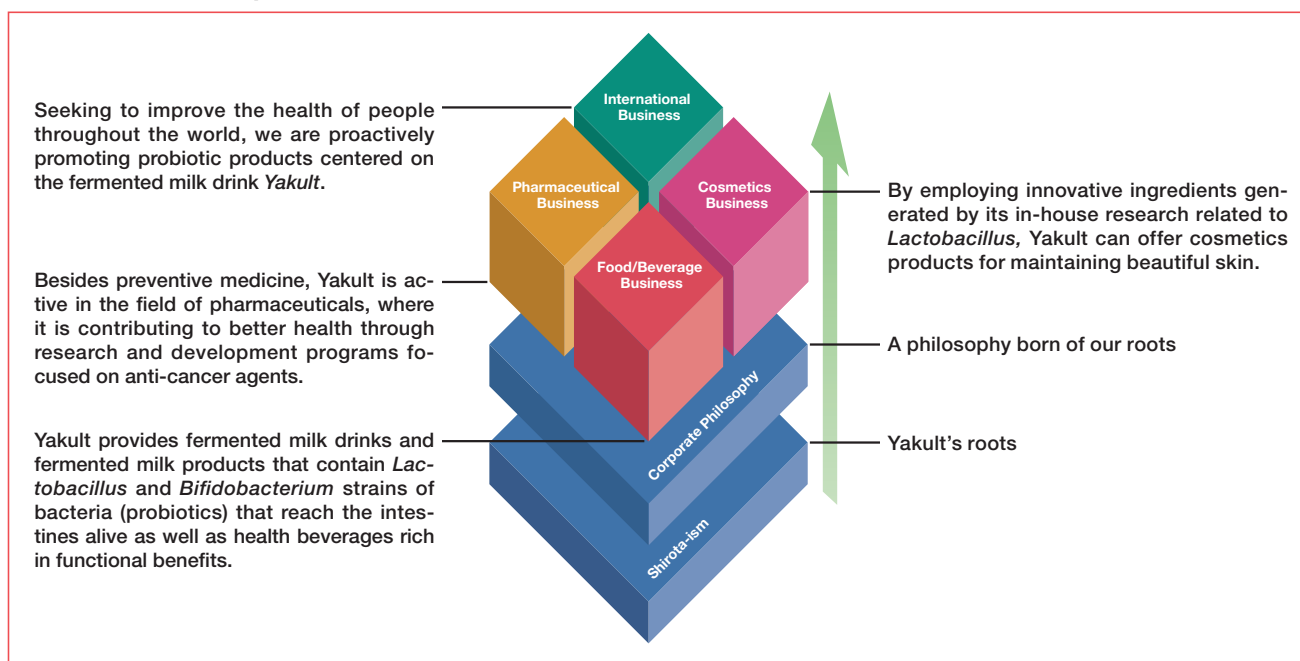 Seeking to improve the health of people
throughout the world, we are proactively
promoting probiotic products centered on
the fermented milk drink Yakult.
Besides preventive medicine, Yakult is ac-
tive in the field of pharmaceuticals, where
it is contributing to better health through
research and development programs fo-
cused on anti-cancer agents.
Yakult provides fermented milk drinks and
fermented milk products that contain Lac-
tobacillus and Bifidobacterium strains of
bacteria (probiotics) that reach the intes-
tines alive as well as health beverages rich
in functional benefits.
International
Business
Pharmaceutical
Business
Cosmetics
Business
Food/Beverage
Business
Corporate Philosophy
Shirota-ism
By employing innovative ingredients gen-
erated by its in-house research related to
Lactobacillus, Yakult can offer cosmetics
products for maintaining beautiful skin.
A philosophy born of our roots
Yakult's roots